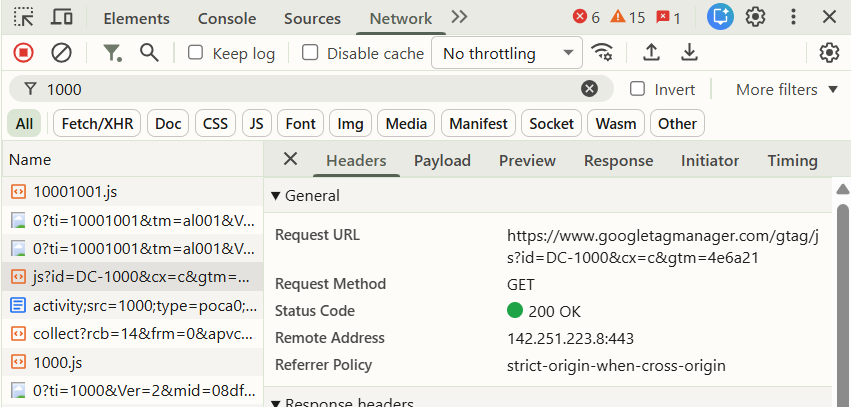 Elements Console Sources Network 6 15 1
Keep log Disable cache No throttling
1000 Invert More filters
All Fetch/XHR Doc CSS JS Font Img Media Manifest Socket Wasm Other
Name Headers Payload Preview Response Initiator Timing
10001001.js
0?ti=10001001&tm=al001&V...
0?ti=10001001&tm=al001&V...
js?id=DC-1000&cx=c&gtm=...
activity;src=1000;type=poca0;
collect?rcb=14&frm=0&apvc...
1000.js
0?ti=1000&Ver=2&mid=08df...
General
Request URL https://www.googletagmanager.com/gtag/j
s?id=DC-1000&cx=c&gtm=4e6a21
Request Method GET
Status Code 200 OK
Remote Address 142.251.223.8:443
Referrer Policy strict-origin-when-cross-origin
Response headers